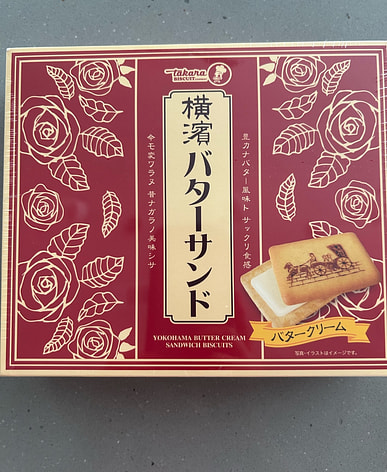 takara
BISCUIT
横濱バターサンド
豊カナバター風味ト サックリ食感
今モ変ワラヌ 昔ナガラノ美味シサ
YOKOHAMA BUTTER CREAM
SANDWICH BISCUITS
バタークリーム
写真・イラストはイメージです。